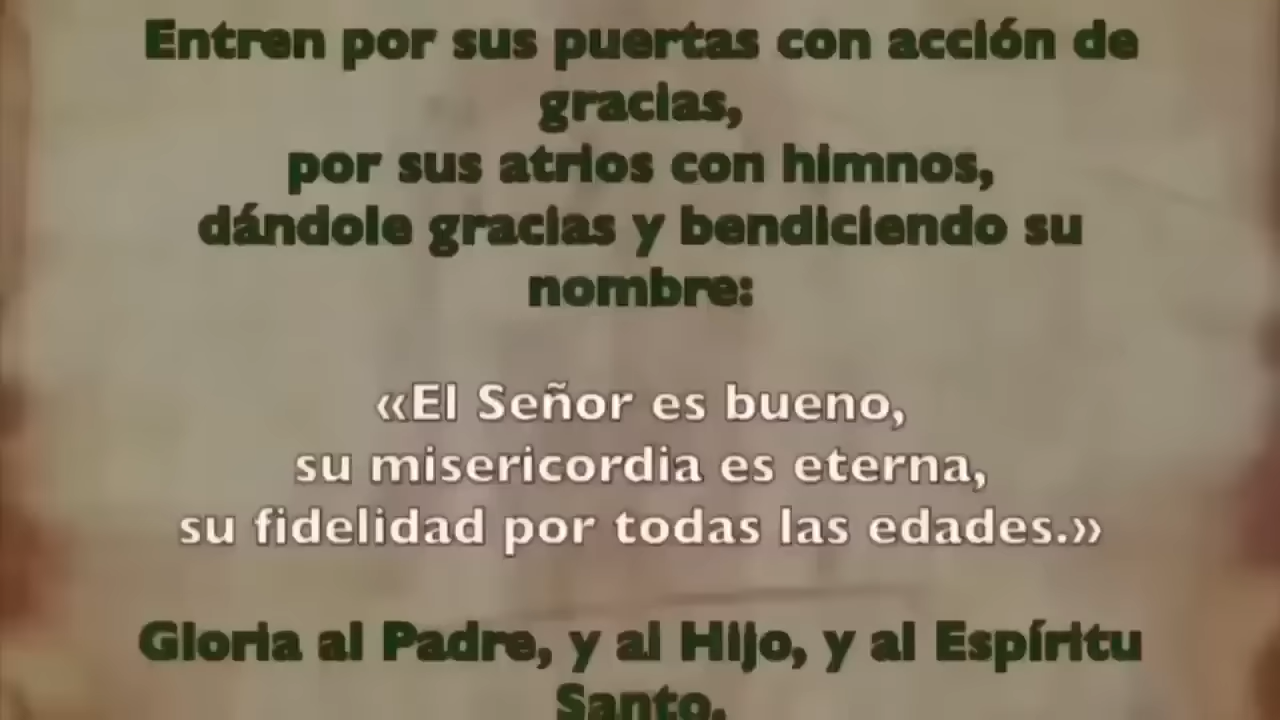 Entren por sus puertas con acción de
gracias,
por sus atrios con himnos,
dándole gracias y bendiciendo su
nombre:
«El Señor es bueno,
su misericordia es eterna,
su fidelidad por todas las edades.»
Gloria al Padre, y al Hijo, y al Espíritu
Santo.